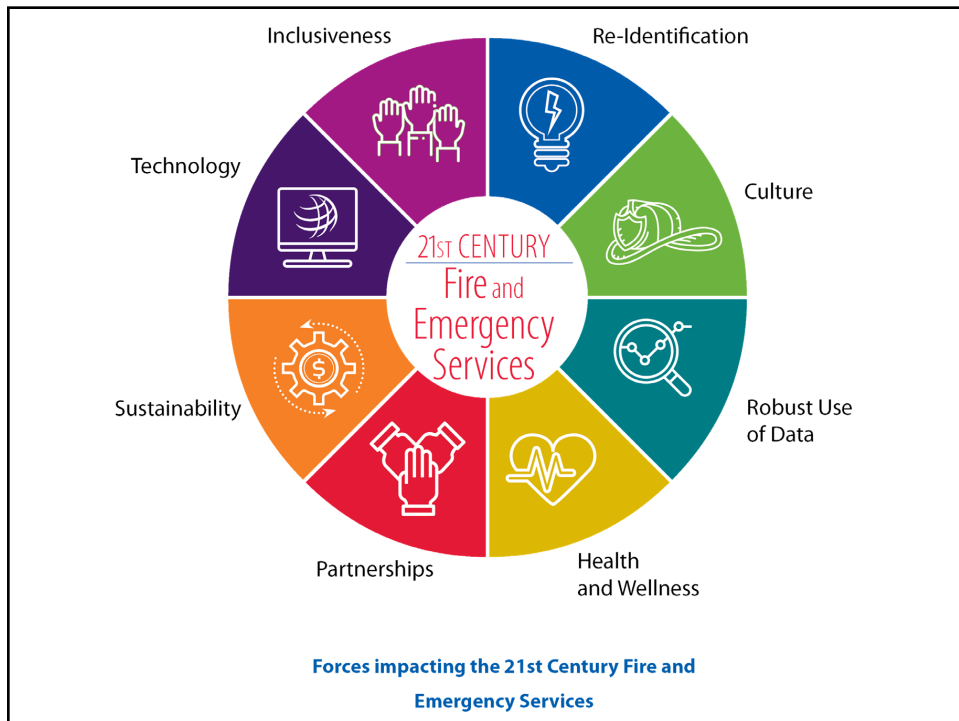 Inclusiveness
Re-Identification
Technology
Culture
21ST CENTURY
Fire and
Emergency
Services
$
Sustainability
Robust Use
of Data
Partnerships
Health
and Wellness
Forces impacting the 21st Century Fire and
Emergency Services